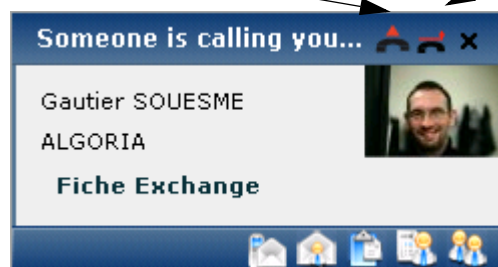 Someone is calling you...
Gautier SOUESME
ALGORIA
Fiche Exchange